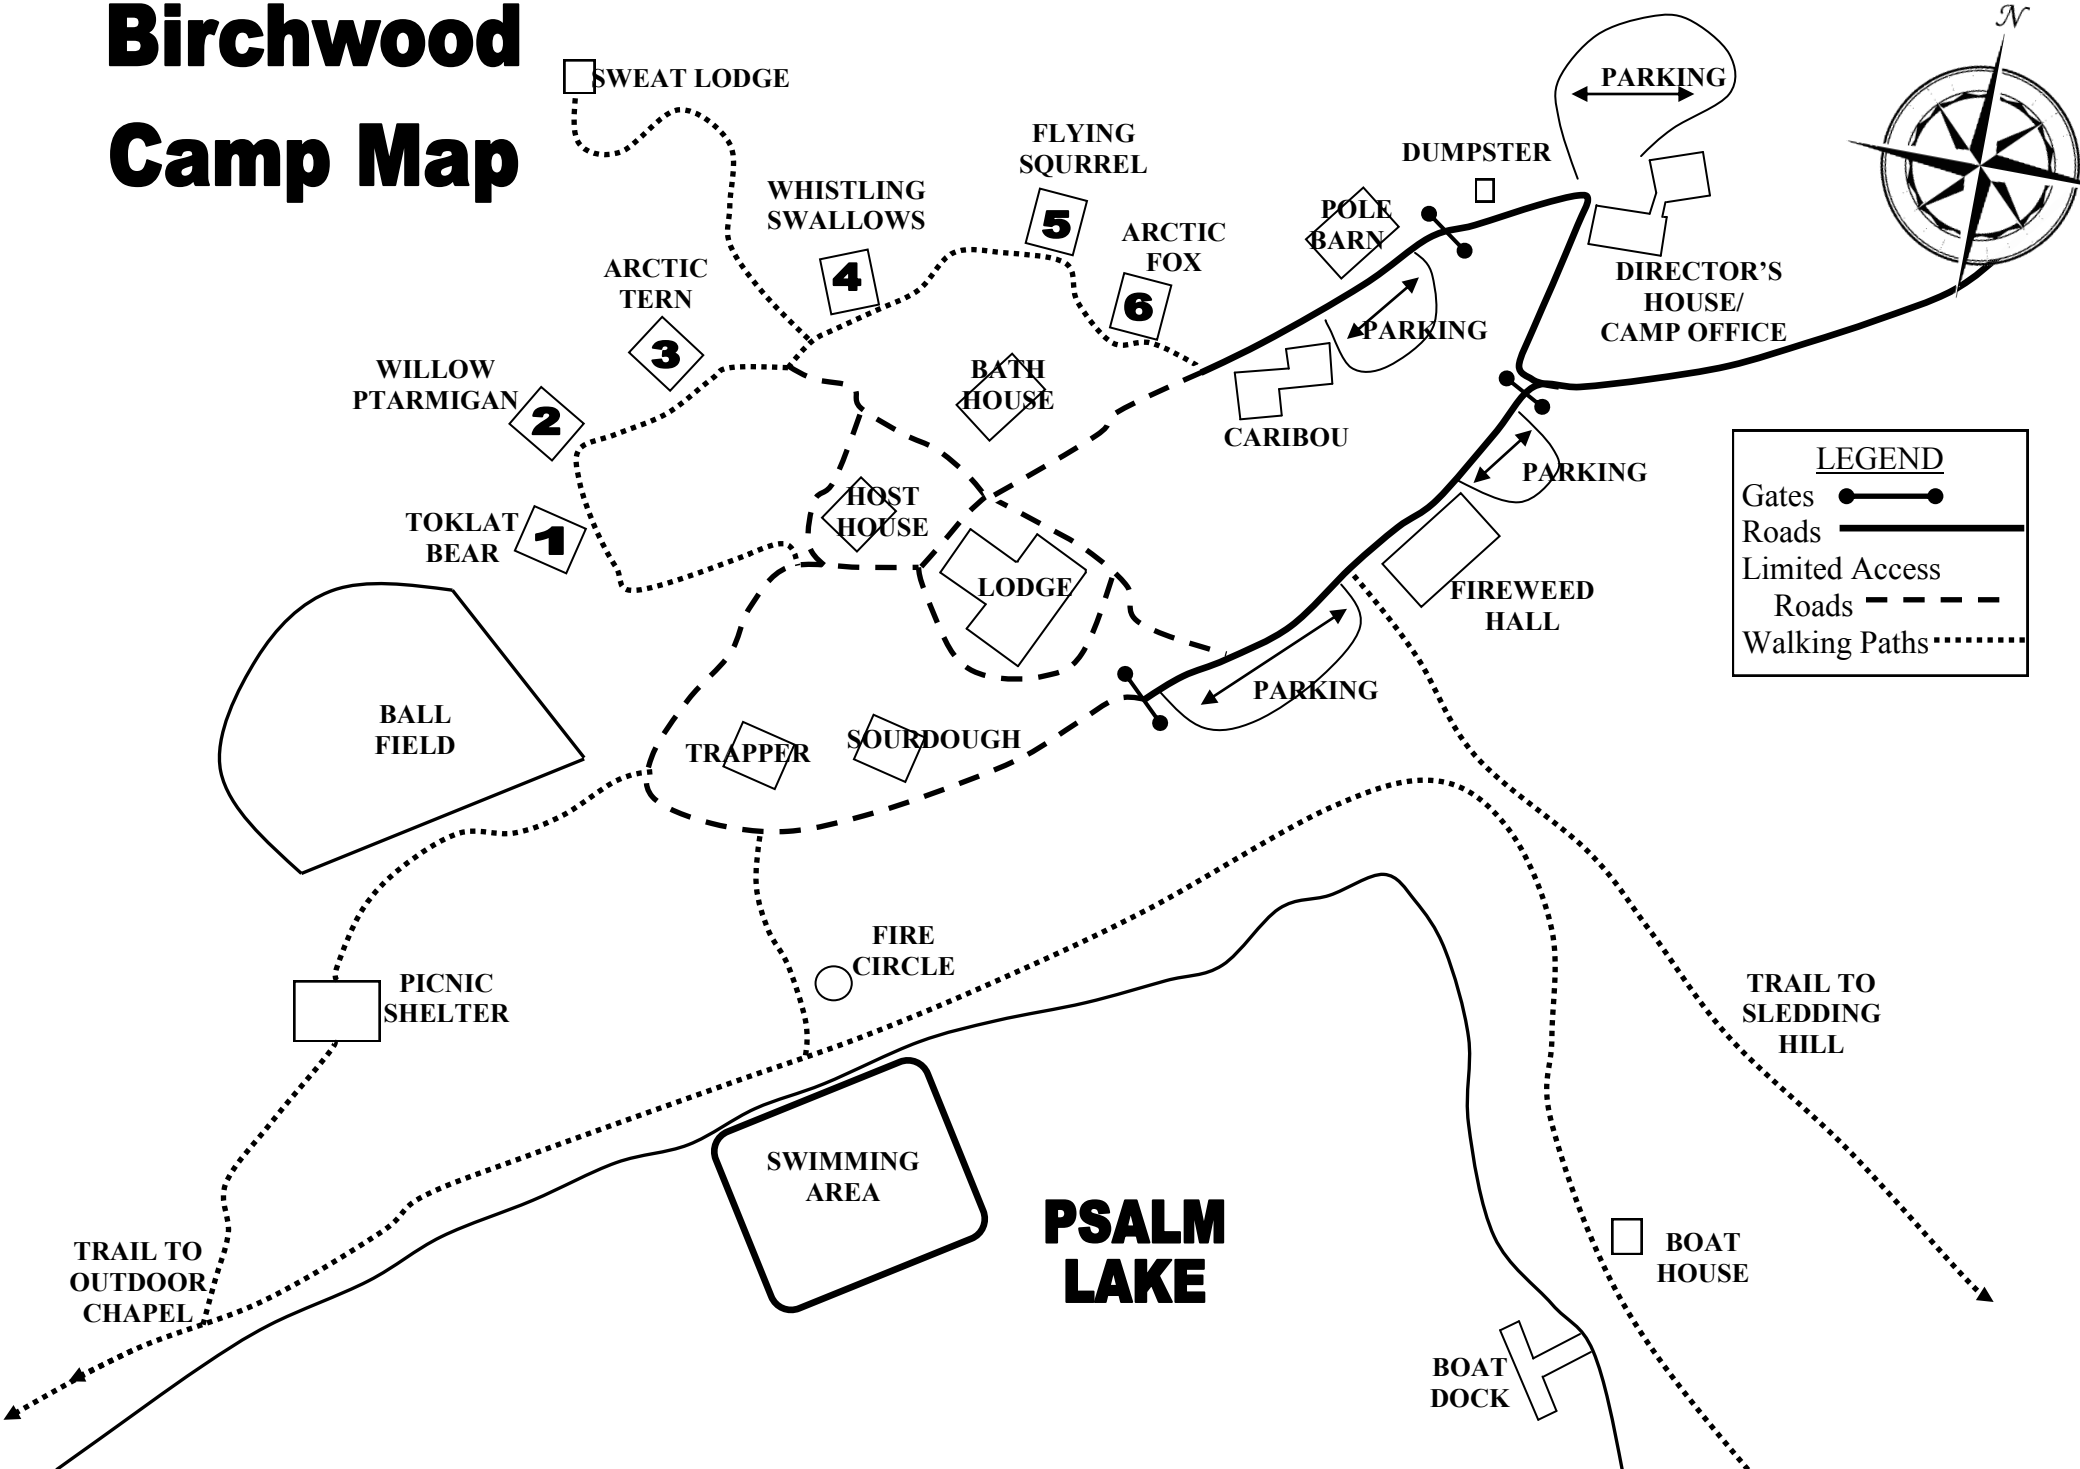 Birchwood
Camp Map
N
SWEAT LODGE
PARKING
FLYING
SQURREL
DUMPSTER
WHISTLING
SWALLOWS
5
POLE
BARN
ARCTIC
FOX
ARCTIC
TERN
4
6
DIRECTOR'S
HOUSE/
CAMP OFFICE
PARKING
3
WILLOW
PTARMIGAN
2
BATH
HOUSE
CARIBOU
PARKING
LEGEND
Gates
Roads
Limited Access
Roads
Walking Paths
HOST
HOUSE
TOKLAT
BEAR
1
LODGE
FIREWEED
HALL
PARKING
BALL
FIELD
TRAPPER
SOURDOUGH
FIRE
CIRCLE
PICNIC
SHELTER
TRAIL TO
SLEDDING
HILL
SWIMMING
AREA
PSALM
LAKE
TRAIL TO
OUTDOOR
CHAPEL
BOAT
HOUSE
BOAT
DOCK